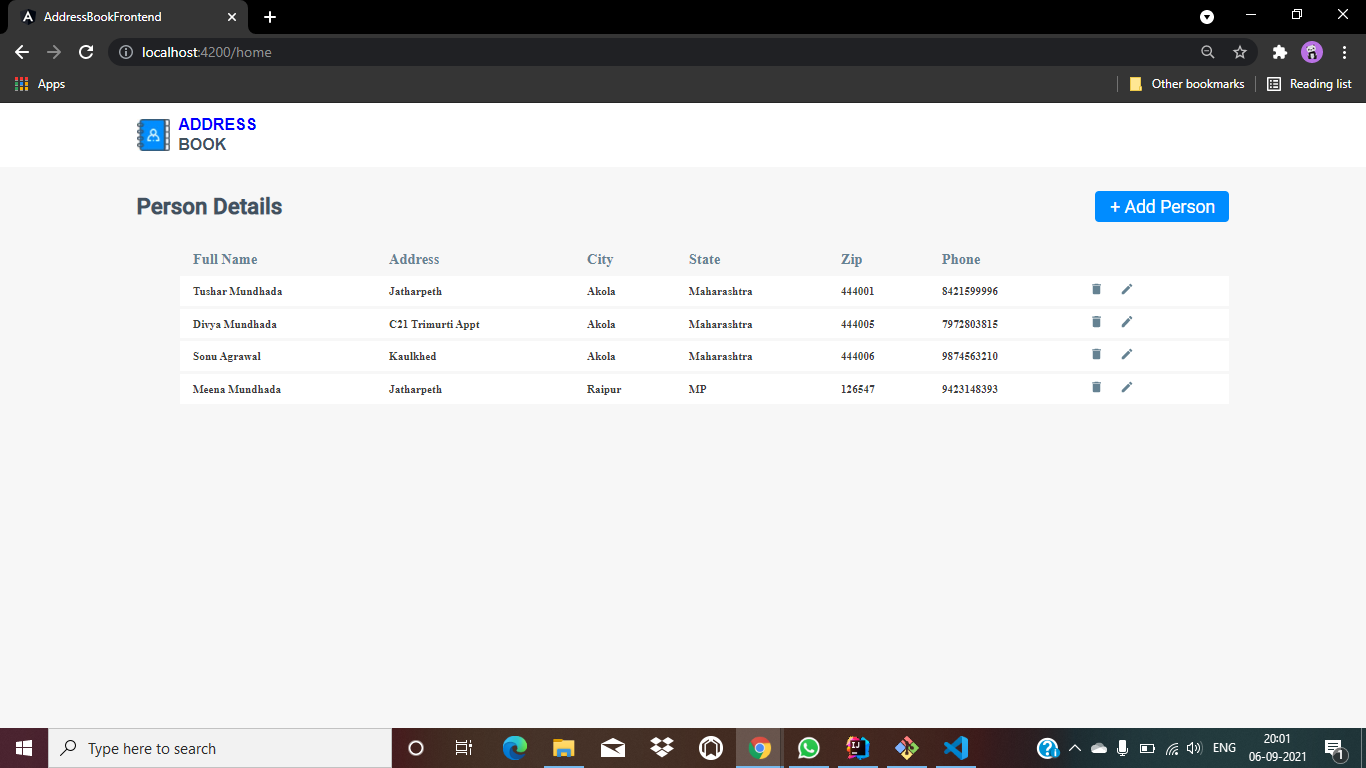 AddressBookFrontend
localhost:4200/home
Apps
Other bookmarks
Reading list
ADDRESS
BOOK
Person Details
+ Add Person
Full Name Address City State Zip Phone
Tushar Mundhada Jatharpeth Akola Maharashtra 444001 8421599996
Divya Mundhada C21 Trimurti Appt Akola Maharashtra 444005 7972803815
Sonu Agrawal Kaulkhed Akola Maharashtra 444006 9874563210
Meena Mundhada Jatharpeth Raipur MP 126547 9423148393
Type here to search
ENG
20:01
06-09-2021
1